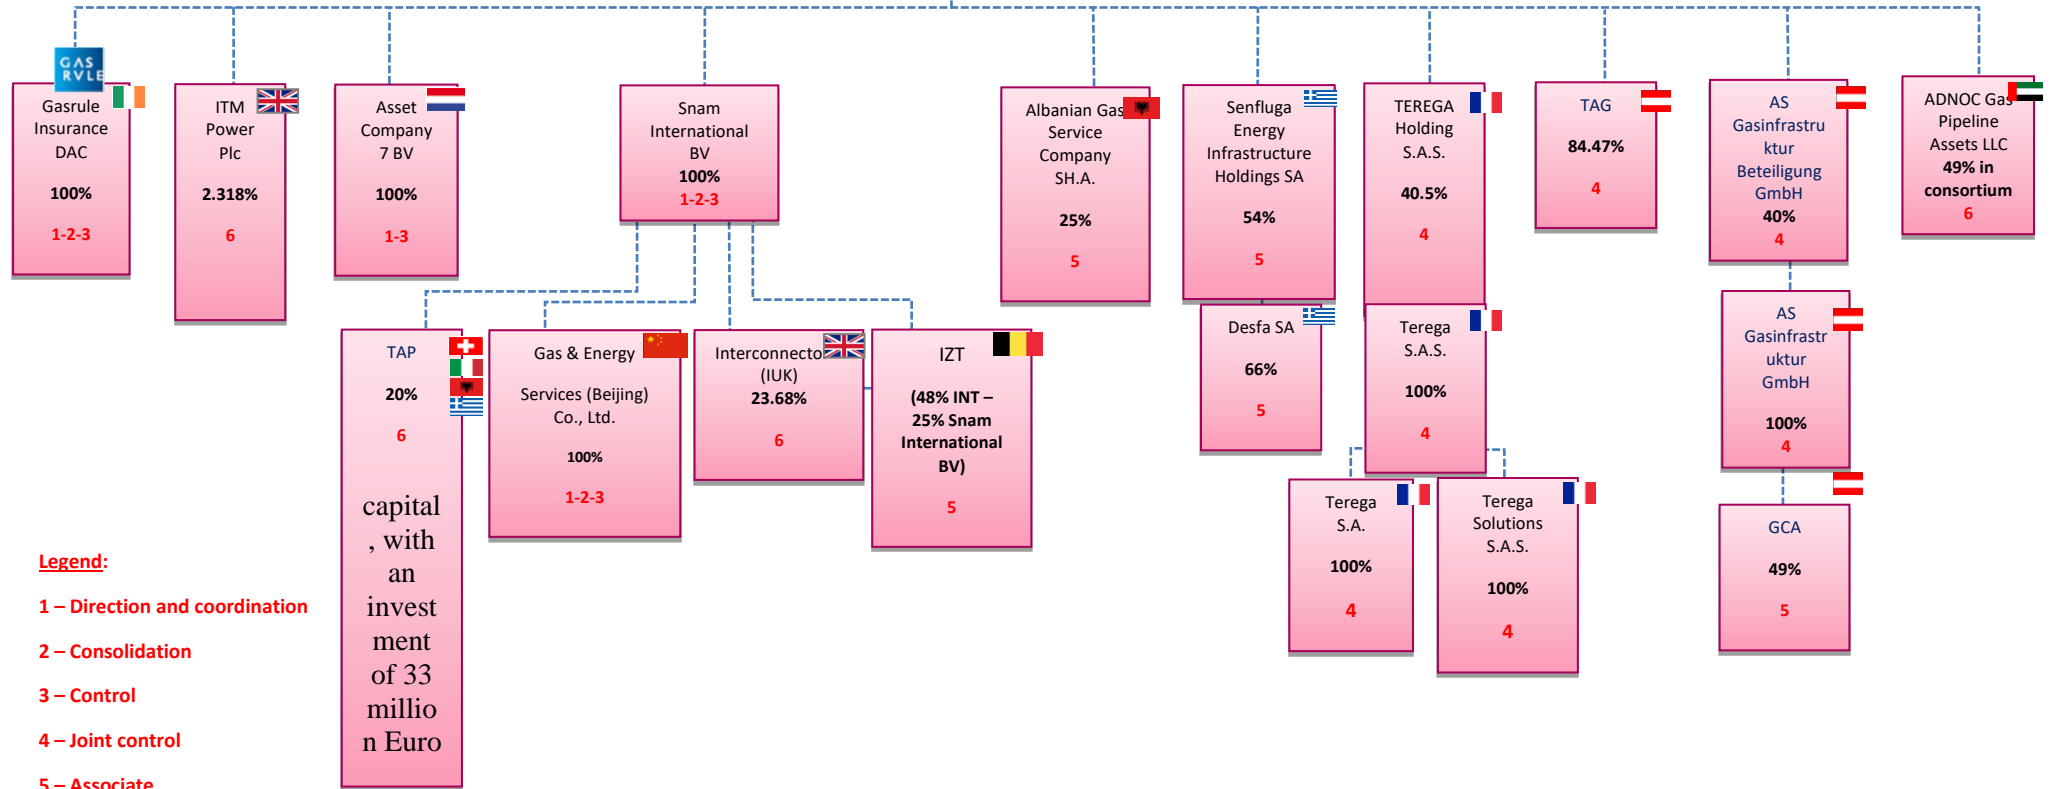 GAS
RVLE
Gasrule
Insurance
DAC
100%
1-2-3
ITM
Power
Plc
2.318%
6
Asset
Company
7 BV
100%
1-3
Snam
International
BV
100%
1-2-3
Albanian Gas
Service
Company
SH.A.
25%
5
Senfluga
Energy
Infrastructure
Holdings SA
54%
5
TEREGA
Holding
S.A.S.
40.5%
4
TAG
84.47%
4
AS
Gasinfrastru
ktur
Beteiligung
GmbH
40%
4
ADNOC Gas
Pipeline
Assets LLC
49% in
consortium
6
TAP
20%
6
capital
, with
an
invest
ment
of 33
millio
n Euro
Gas & Energy
Services (Beijing)
Co., Ltd.
100%
1-2-3
Interconnecto
(IUK)
23.68%
6
IZT
(48% INT –
25% Snam
International
BV)
5
Desfa SA
66%
5
Terega
S.A.S.
100%
4
AS
Gasinfrastr
uktur
GmbH
100%
4
Terega
S.A.
100%
4
Terega
Solutions
S.A.S.
100%
4
GCA
49%
5
Legend:
1 – Direction and coordination
2 – Consolidation
3 – Control
4 – Joint control
5 – Associate